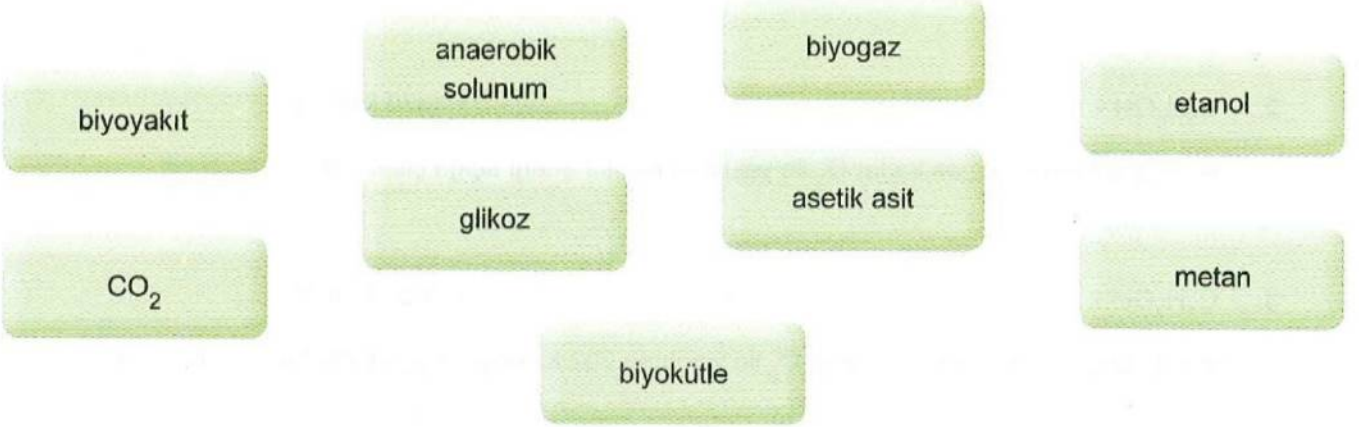 biyoyakıt
anaerobik
solunum
biyogaz
etanol
glikoz
asetik asit
CO₂
metan
biyokütle